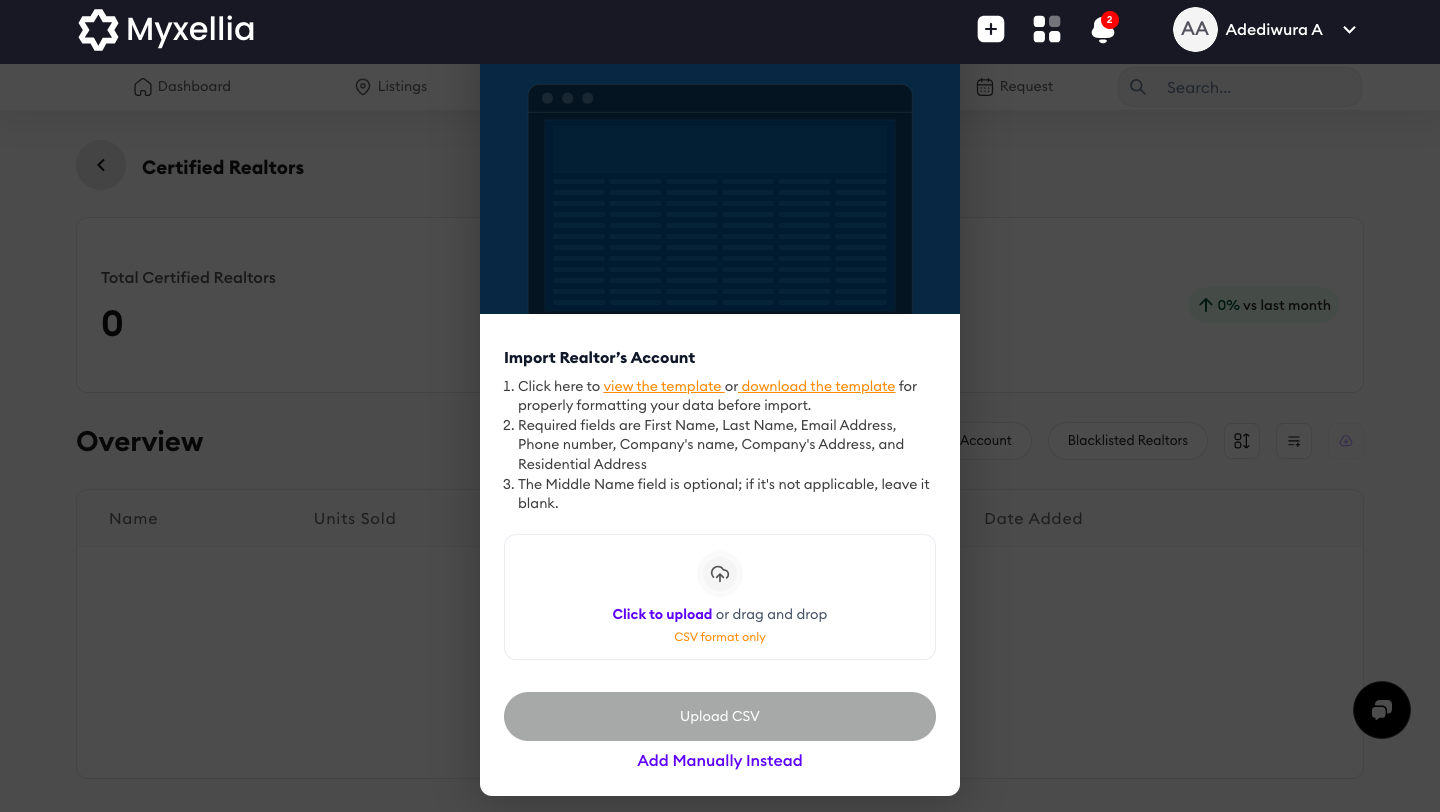 Myxellia
2
AA
Adediwura A
Dashboard
Listings
Request
Search...
Certified Realtors
Total Certified Realtors
0
0% vs last month
Overview
Account
Blacklisted Realtors
Name
Units Sold
Date Added
Import Realtor’s Account
1. Click here to view the template or download the template for
properly formatting your data before import.
2. Required fields are First Name, Last Name, Email Address,
Phone number, Company's name, Company's Address, and
Residential Address
3. The Middle Name field is optional; if it's not applicable, leave it
blank.
Click to upload or drag and drop
CSV format only
Upload CSV
Add Manually Instead